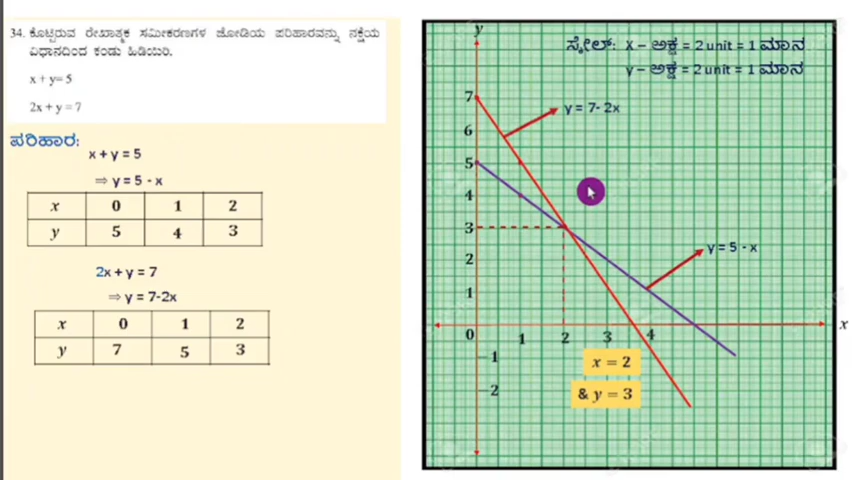 34. ಕೊಟ್ಟಿರುವ ರೇಖಾತ್ಮಕ ಸಮೀಕರಣಗಳ ಜೋಡಿಯ ಪರಿಹಾರವನ್ನು ನಕ್ಷೆಯ
ವಿಧಾನದಿಂದ ಕಂಡು ಹಿಡಿಯಿರಿ.
x + y= 5
2x + y = 7
ಪರಿಹಾರ:
x + y = 5
⇒ y = 5 - x
x 0 1 2
y 5 4 3
2x + y = 7
⇒ y = 7-2x
x 0 1 2
y 7 5 3
y
ಸ್ಕೇಲ್: x – ಅಕ್ಷ = 2 unit = 1 ಮಾನ
y – ಅಕ್ಷ = 2 unit = 1 ಮಾನ
7
y = 7- 2x
6
5
4
3
2
y = 5 - x
1
x
0 1 2 3 4
−1
x = 2
−2
& y = 3